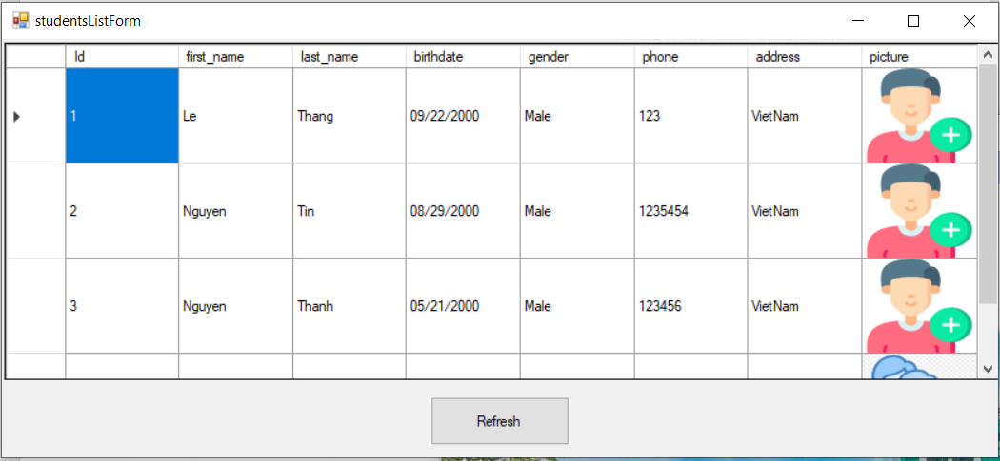 studentsListForm
Id first_name last_name birthdate gender phone address picture
1 Le Thang 09/22/2000 Male 123 VietNam
2 Nguyen Tin 08/29/2000 Male 1235454 VietNam
3 Nguyen Thanh 05/21/2000 Male 123456 VietNam
Refresh